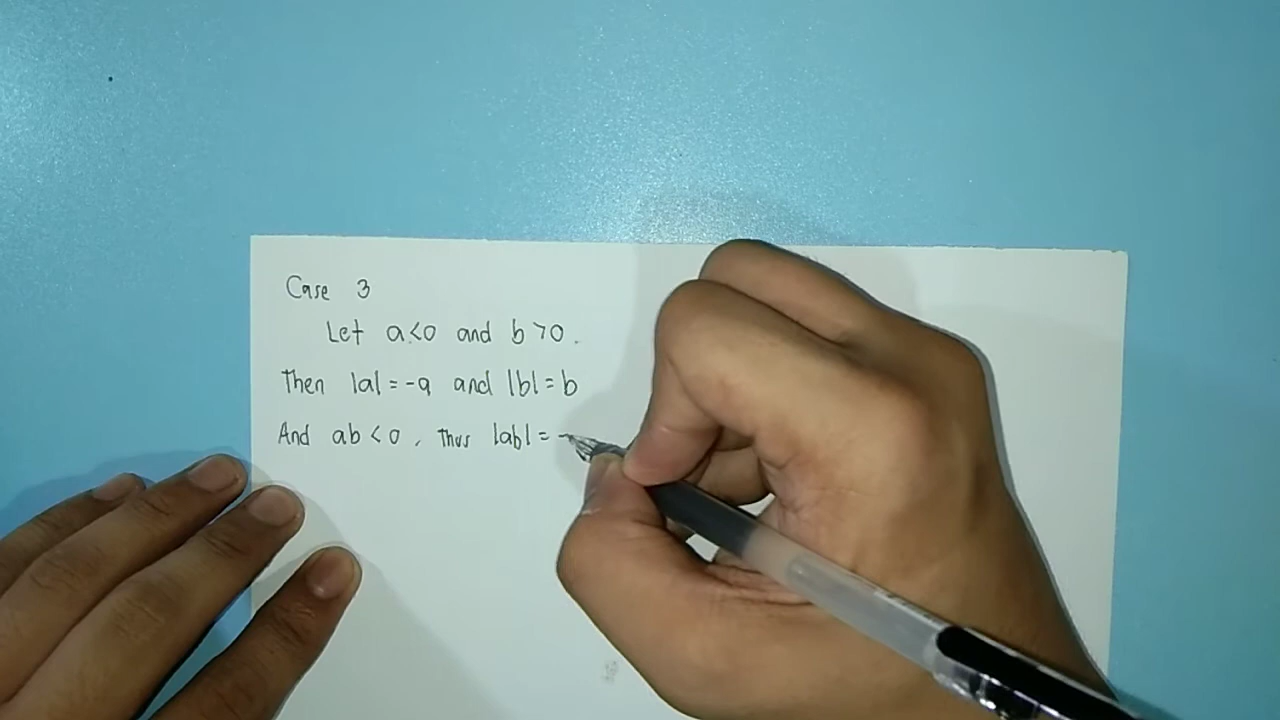 Case 3
Let a<0 and b>0.
Then |a|=-a and |b|=b
And ab<0, thus |ab|=-